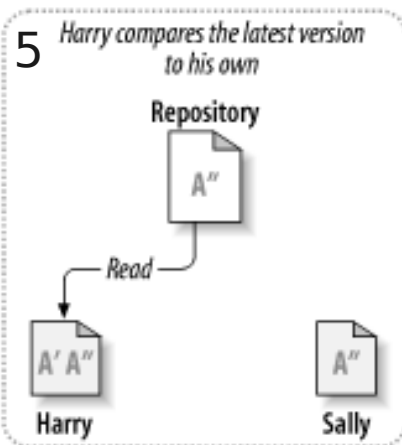 5
Harry compares the latest version
to his own
Repository
A"
Read
A' A"
A"
Harry
Sally